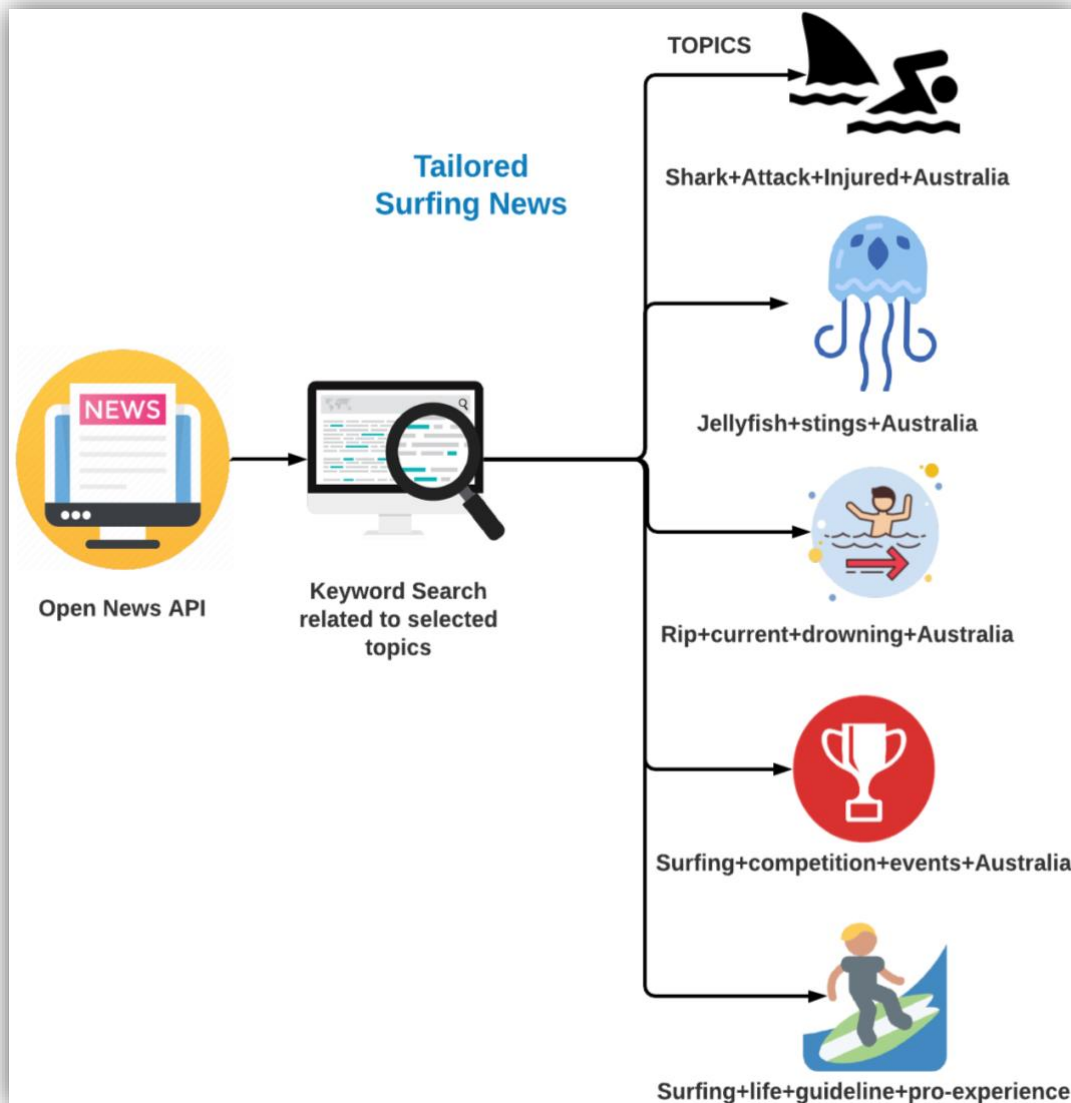 TOPICS
Shark+Attack+Injured+Australia
Tailored
Surfing News
Jellyfish+stings+Australia
NEWS
Open News API
Keyword Search
related to selected
topics
Rip+current+drowning+Australia
Surfing+competition+events+Australia
Surfing+life+guideline+pro-experience